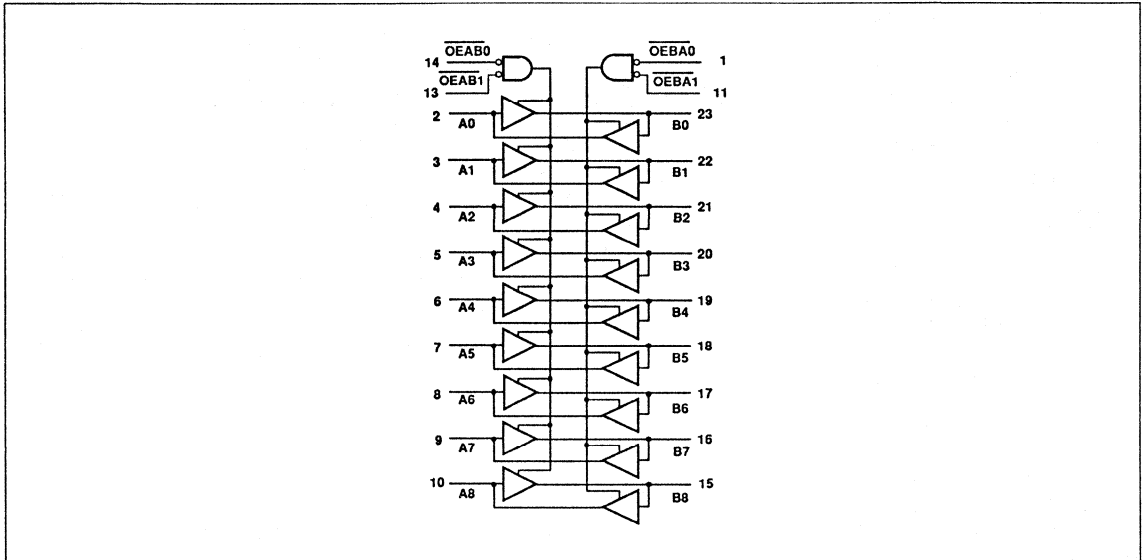 OEAB0 OEBA0
14 1
OEAB1 OEBA1
13 11
2 A0 B0 23
3 A1 B1 22
4 A2 B2 21
5 A3 B3 20
6 A4 B4 19
7 A5 B5 18
8 A6 B6 17
9 A7 B7 16
10 A8 B8 15